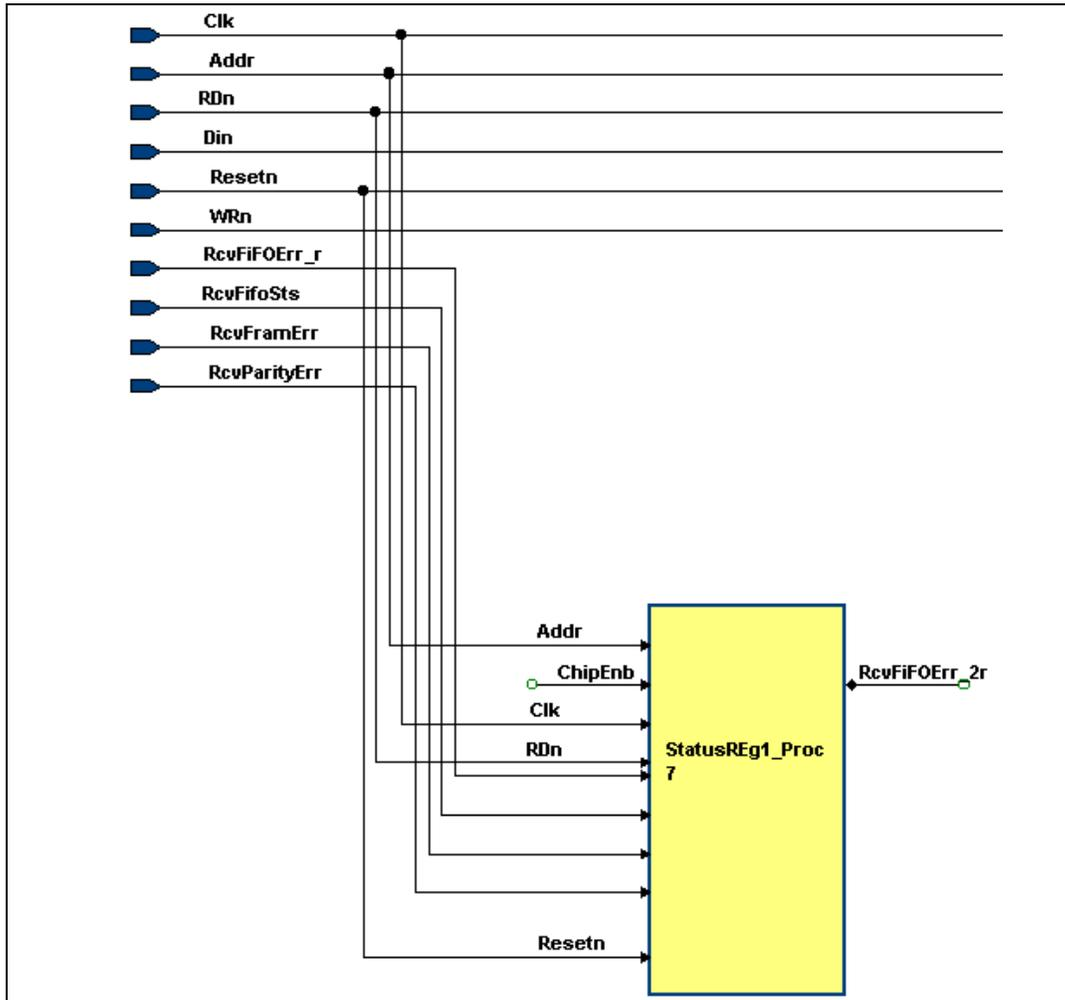 Clk
Addr
RDn
Din
Resetn
WRn
RcvFiFOErr_r
RcvFifoSts
RcvFramErr
RcvParityErr
Addr
ChipEnb
RcvFiFOErr_2r
Clk
RDn
StatusREg1_Proc
7
Resetn